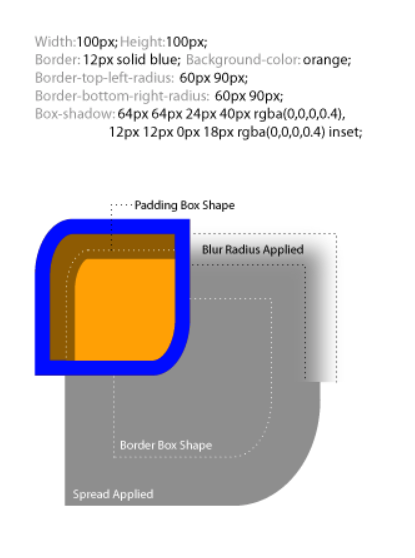 Width:100px; Height:100px;
Border: 12px solid blue; Background-color: orange;
Border-top-left-radius: 60px 90px;
Border-bottom-right-radius: 60px 90px;
Box-shadow: 64px 64px 24px 40px rgba(0,0,0,0.4),
12px 12px 0px 18px rgba(0,0,0,0.4) inset;
Padding Box Shape
Blur Radius Applied
Border Box Shape
Spread Applied